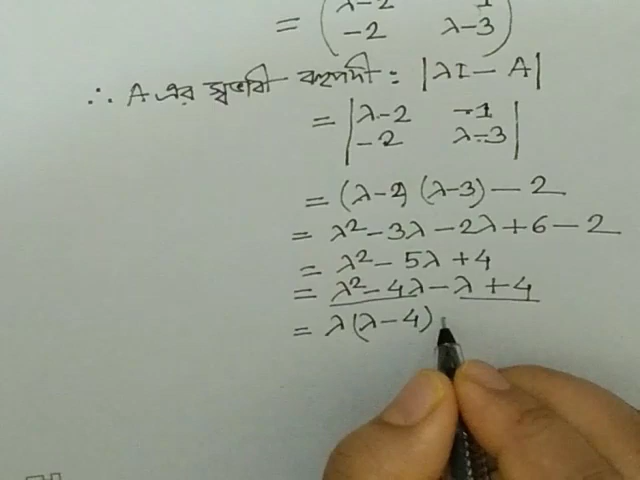 = ( λ-2 -1
-2 λ-3 )
∴ A এর স্বভাবী বহুপদী = |λI - A|
= | λ-2 -1
-2 λ-3 |
= (λ-2) (λ-3) - 2
= λ² - 3λ - 2λ + 6 - 2
= λ² - 5λ + 4
= λ² - 4λ - λ + 4
= λ(λ-4)